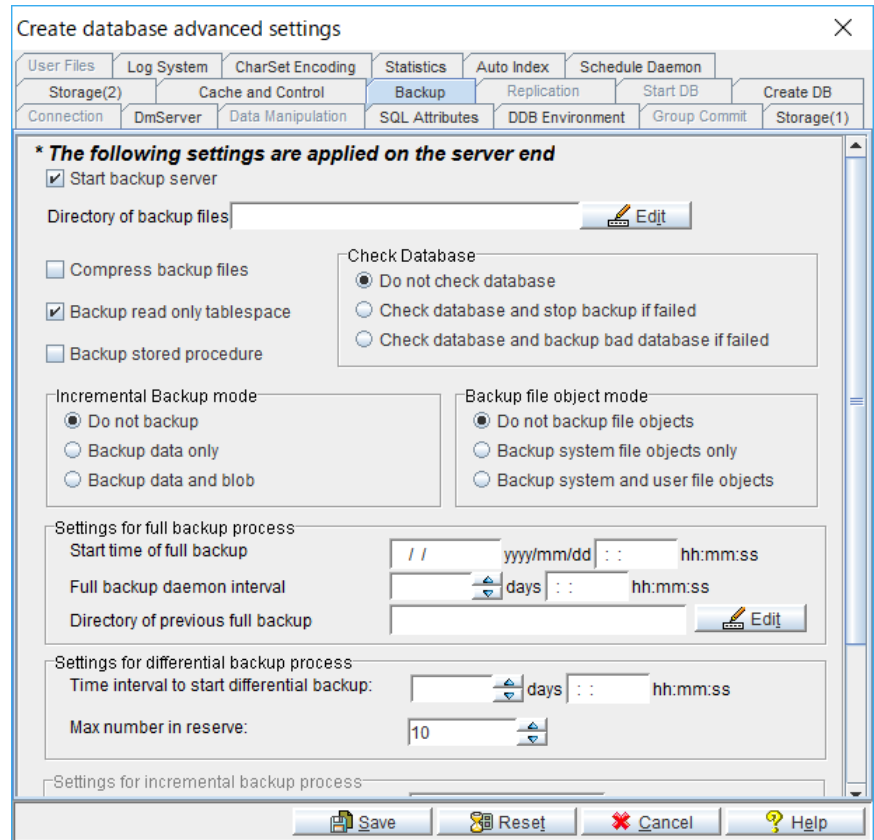 Create database advanced settings
User Files Log System CharSet Encoding Statistics Auto Index Schedule Daemon
Storage(2) Cache and Control Backup Replication Start DB Create DB
Connection DmServer Data Manipulation SQL Attributes DDB Environment Group Commit Storage(1)
* The following settings are applied on the server end
Start backup server
Directory of backup files Edit
Check Database
Compress backup files
Do not check database
Backup read only tablespace
Check database and stop backup if failed
Check database and backup bad database if failed
Backup stored procedure
Incremental Backup mode
Do not backup
Backup data only
Backup data and blob
Backup file object mode
Do not backup file objects
Backup system file objects only
Backup system and user file objects
Settings for full backup process
Start time of full backup / / yyyy/mm/dd : : hh:mm:ss
Full backup daemon interval days : : hh:mm:ss
Directory of previous full backup Edit
Settings for differential backup process
Time interval to start differential backup: days : : hh:mm:ss
Max number in reserve: 10
Settings for incremental backup process
Save Reset Cancel Help